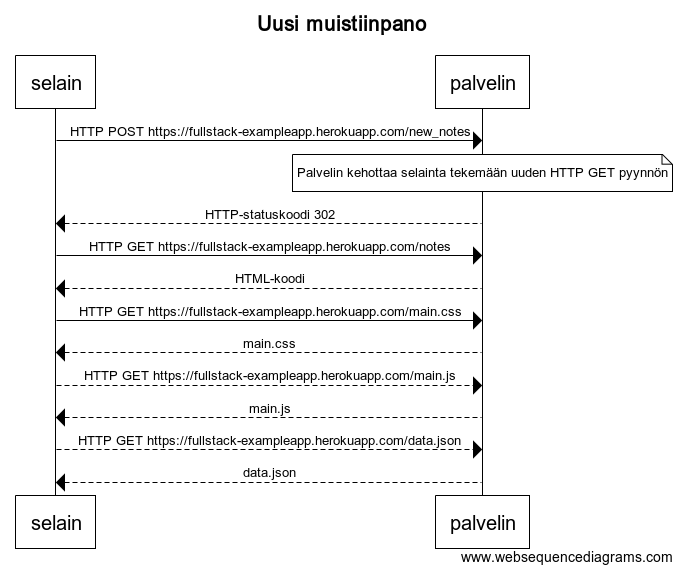 Uusi muistiinpano
selain
palvelin
HTTP POST https://fullstack-exampleapp.herokuapp.com/new_notes
Palvelin kehottaa selainta tekemään uuden HTTP GET pyynnön
HTTP-statuskoodi 302
HTTP GET https://fullstack-exampleapp.herokuapp.com/notes
HTML-koodi
HTTP GET https://fullstack-exampleapp.herokuapp.com/main.css
main.css
HTTP GET https://fullstack-exampleapp.herokuapp.com/main.js
main.js
HTTP GET https://fullstack-exampleapp.herokuapp.com/data.json
data.json
selain
palvelin
www.websequencediagrams.com